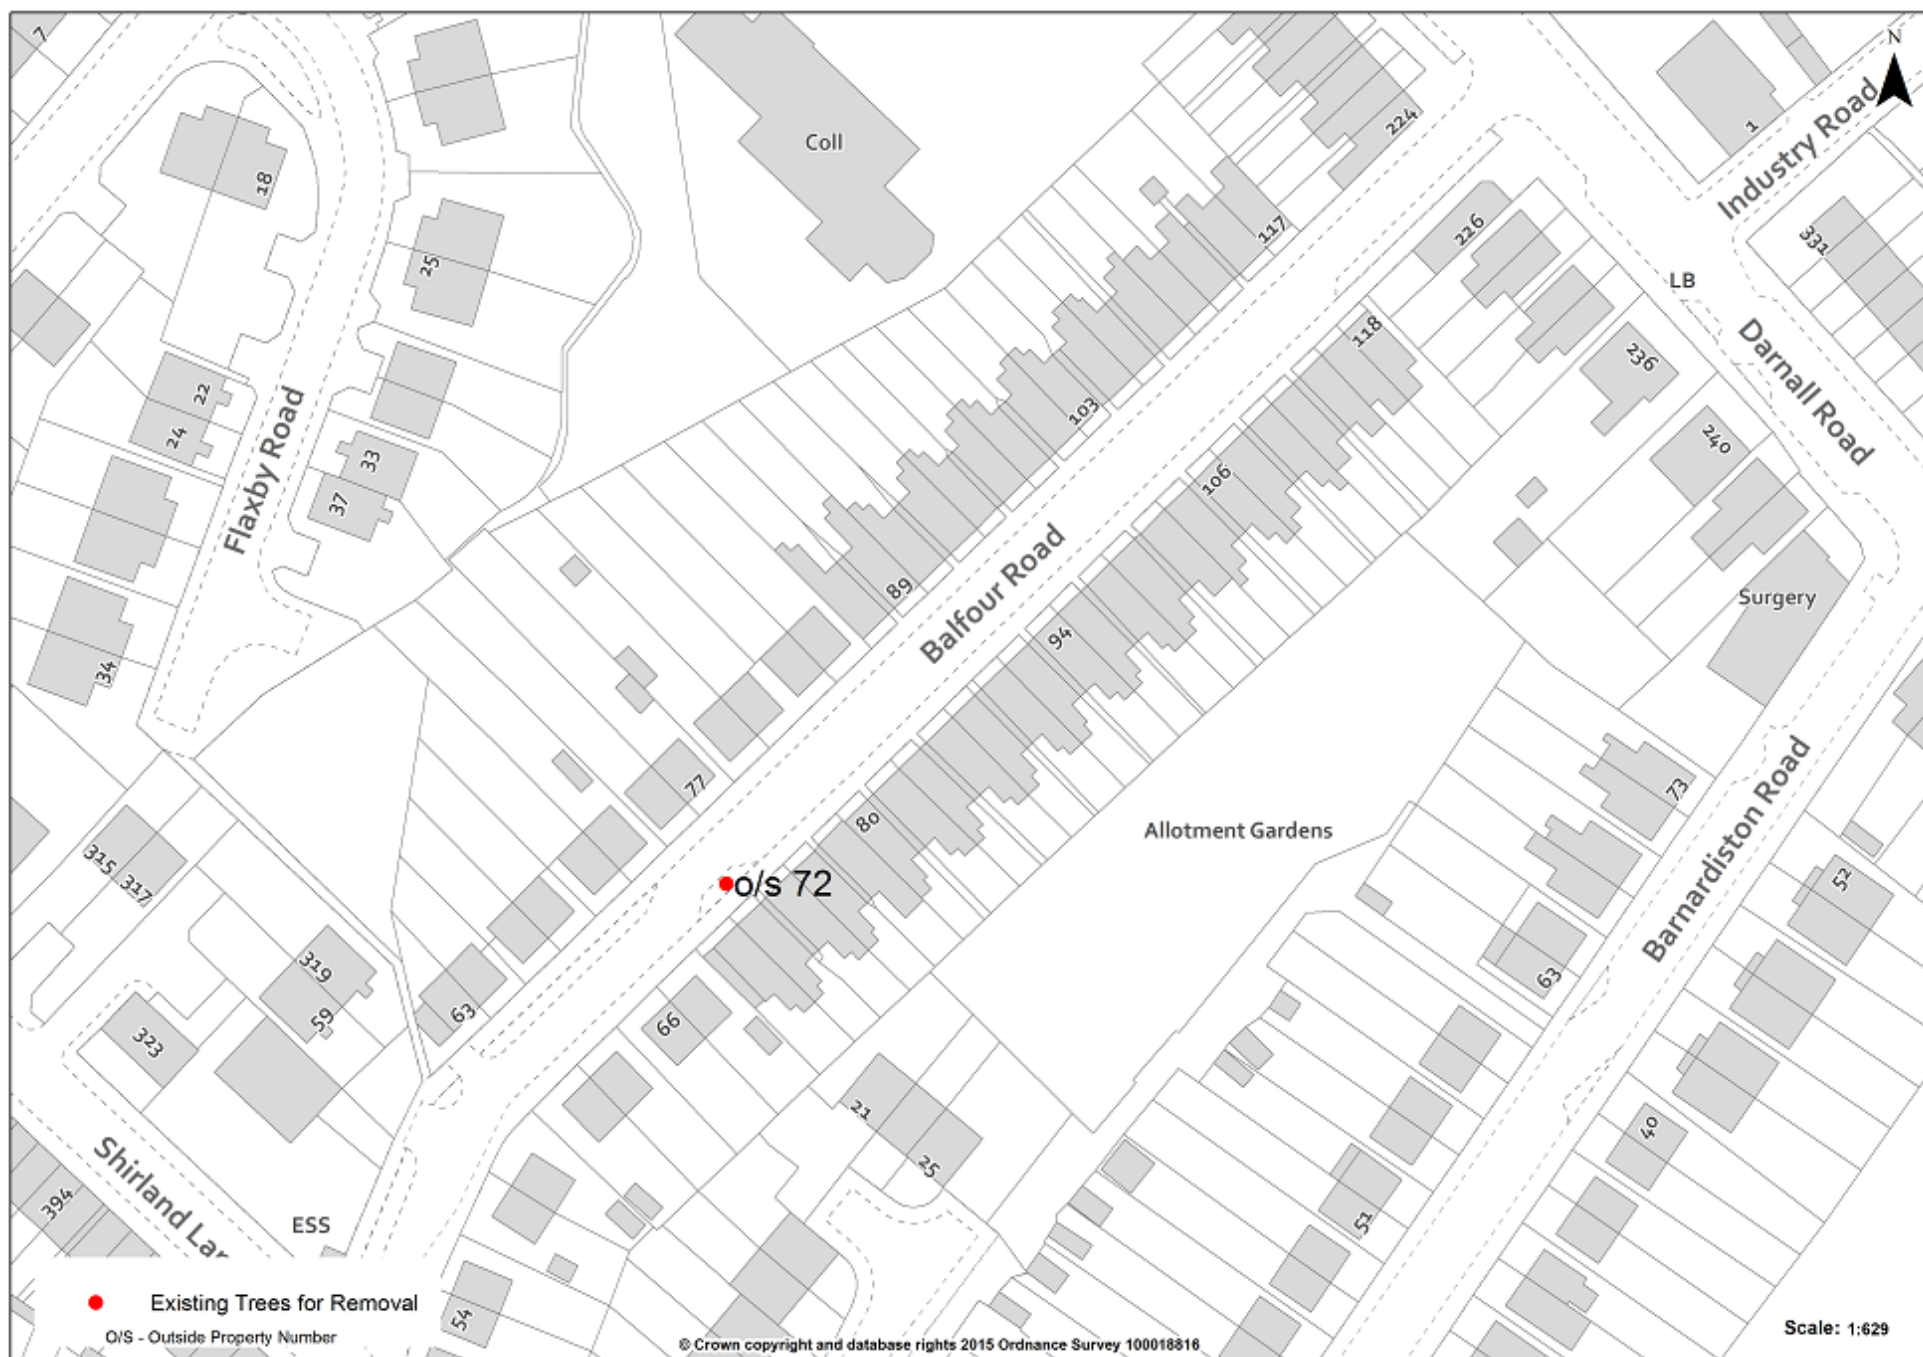 7
N
Coll
224
1
Industry Road
18
117
226
331
25
LB
118
236
Darnall Road
22
103
240
24
Flaxby Road
33
106
37
89
Balfour Road
Surgery
94
34
77
73
80
Allotment Gardens
Barnardiston Road
315
317
o/s 72
52
319
63
63
59
66
323
21
40
25
Shirland Lan
394
51
ESS
54
Existing Trees for Removal
O/S - Outside Property Number
© Crown copyright and database rights 2015 Ordnance Survey 100018816
Scale: 1:629